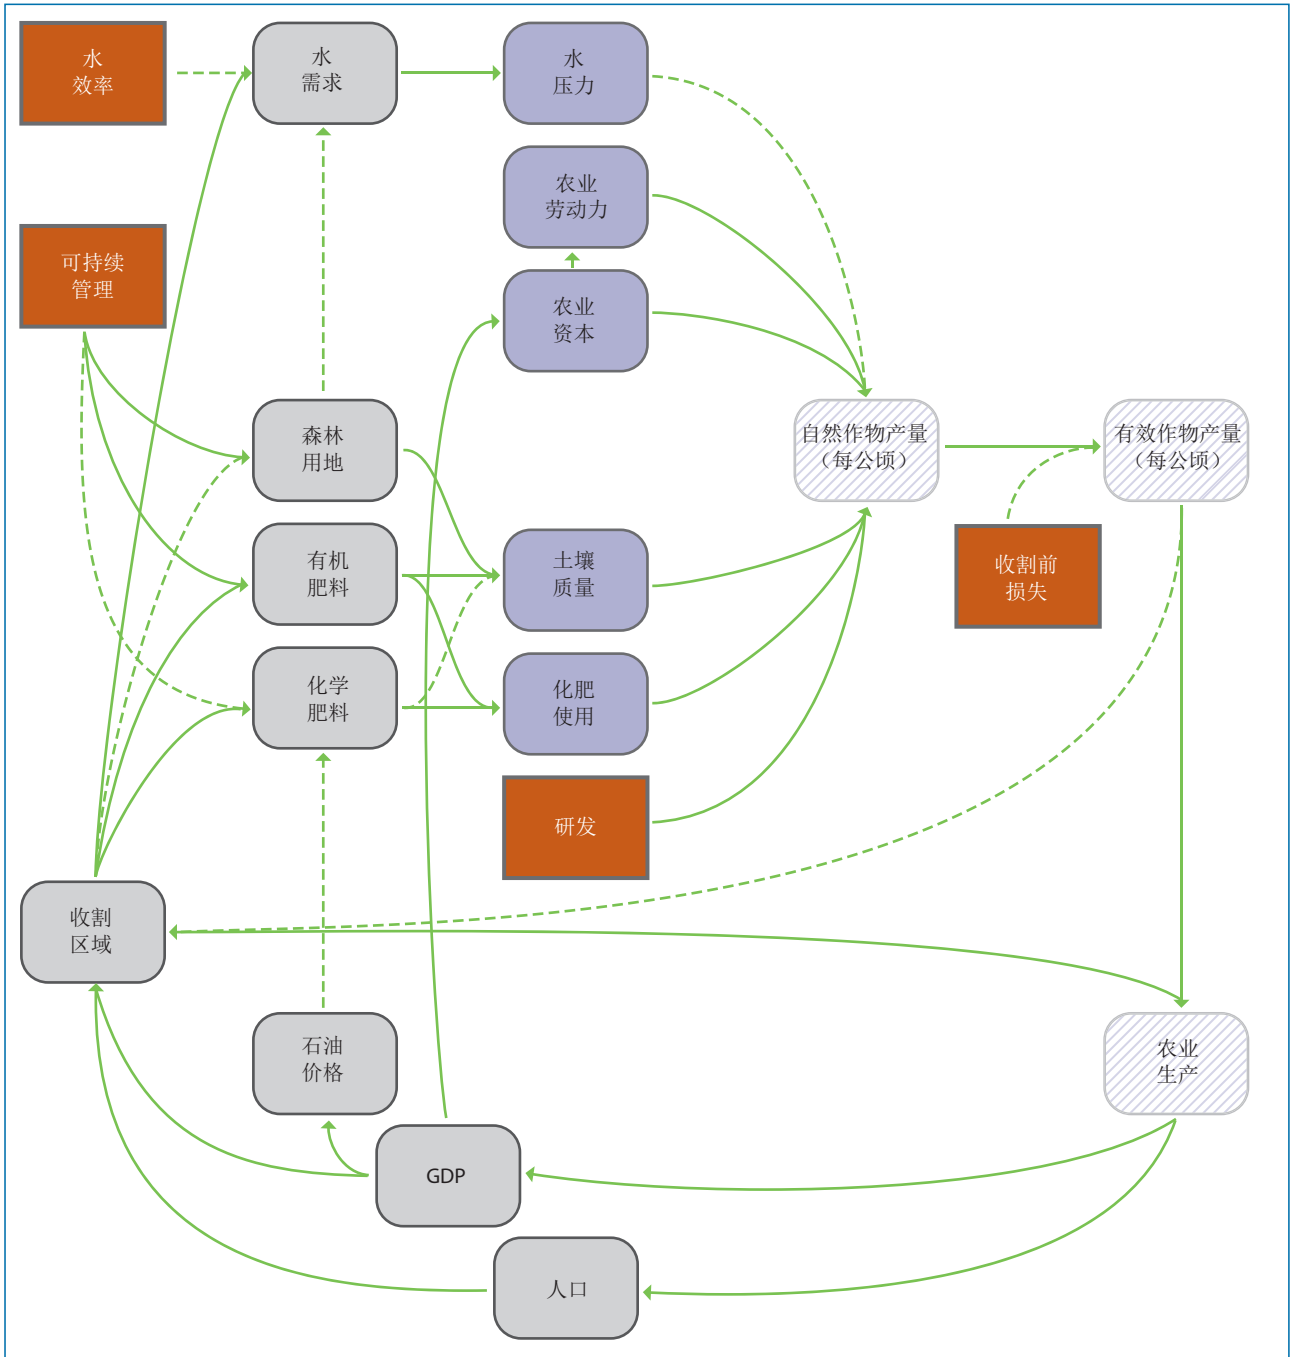 水
效率
水
需求
水
压力
农业
劳动力
可持续
管理
农业
资本
森林
用地
自然作物产量
（每公顷）
有效作物产量
（每公顷）
有机
肥料
土壤
质量
收割前
损失
化学
肥料
化肥
使用
研发
收割
区域
石油
价格
农业
生产
GDP
人口